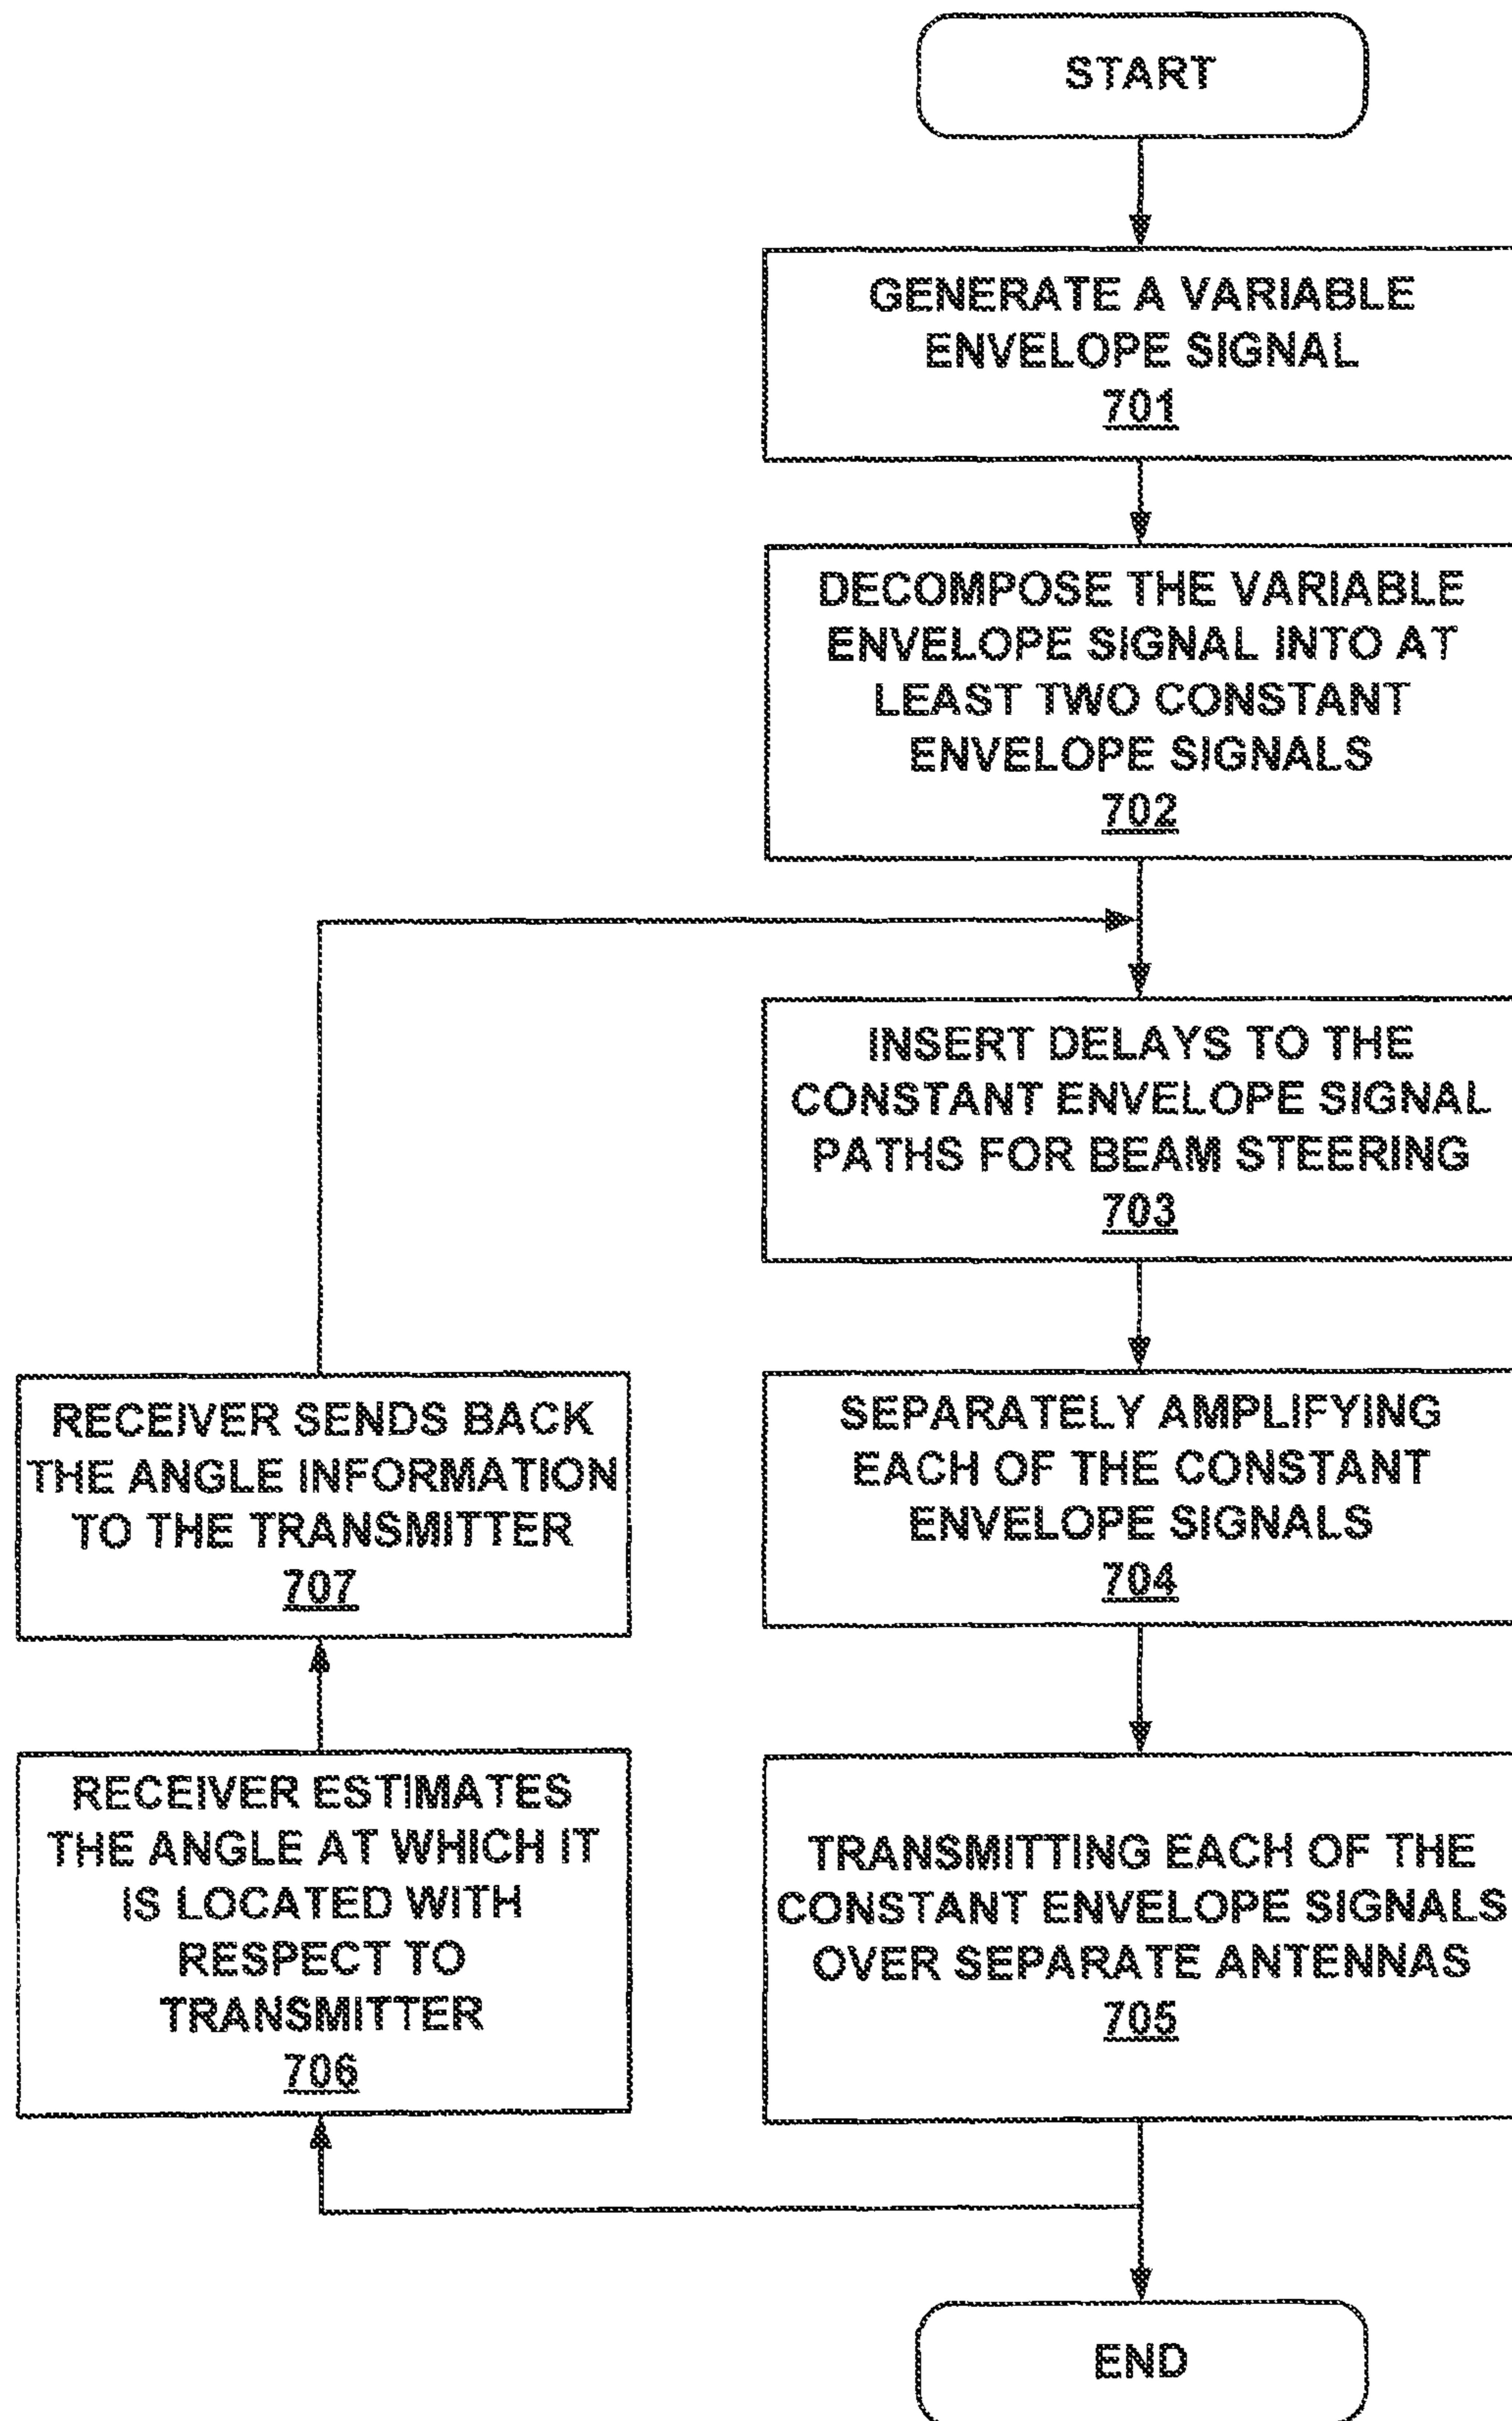 START
GENERATE A VARIABLE
ENVELOPE SIGNAL
701
DECOMPOSE THE VARIABLE
ENVELOPE SIGNAL INTO AT
LEAST TWO CONSTANT
ENVELOPE SIGNALS
702
INSERT DELAYS TO THE
CONSTANT ENVELOPE SIGNAL
PATHS FOR BEAM STEERING
703
SEPARATELY AMPLIFYING
EACH OF THE CONSTANT
ENVELOPE SIGNALS
704
TRANSMITTING EACH OF THE
CONSTANT ENVELOPE SIGNALS
OVER SEPARATE ANTENNAS
705
RECEIVER ESTIMATES
THE ANGLE AT WHICH IT
IS LOCATED WITH
RESPECT TO
TRANSMITTER
706
RECEIVER SENDS BACK
THE ANGLE INFORMATION
TO THE TRANSMITTER
707
END